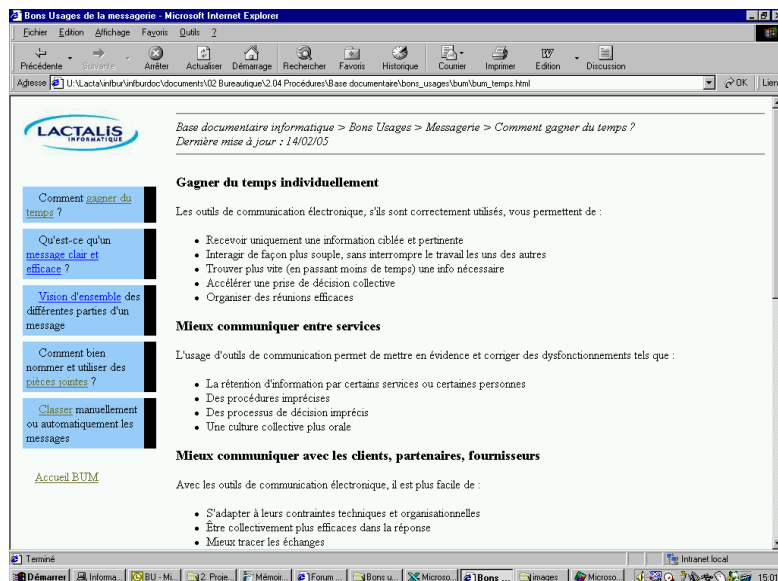 Bons Usages de la messagerie - Microsoft Internet Explorer
Fichier Edition Affichage Favoris Outils ?
Précédente Suivante Arrêter Actualiser Démarrage Rechercher Favoris Historique Courrier Imprimer Edition Discussion
Adresse U:\Lacta\infbur\infburdoc\documents\02 Bureautique\2.04 Procédures\Base documentaire\bons_usages\bum\bum_temps.html OK Lien
LACTALIS
INFORMATIQUE
Base documentaire informatique > Bons Usages > Messagerie > Comment gagner du temps ?
Dernière mise à jour : 14/02/05
Comment gagner du
temps ?
Qu'est-ce qu'un
message clair et
efficace ?
Vision d'ensemble des
différentes parties d'un
message
Comment bien
nommer et utiliser des
pièces jointes ?
Classer manuellement
ou automatiquement les
messages
Accueil BUM
Gagner du temps individuellement
Les outils de communication électronique, s'ils sont correctement utilisés, vous permettent de :
Recevoir uniquement une information ciblée et pertinente
Interagir de façon plus souple, sans interrompre le travail les uns des autres
Trouver plus vite (en passant moins de temps) une info nécessaire
Accélérer une prise de décision collective
Organiser des réunions efficaces
Mieux communiquer entre services
L'usage d'outils de communication permet de mettre en évidence et corriger des dysfonctionnements tels que :
La rétention d'information par certains services ou certaines personnes
Des procédures imprécises
Des processus de décision imprécis
Une culture collective plus orale
Mieux communiquer avec les clients, partenaires, fournisseurs
Avec les outils de communication électronique, il est plus facile de :
S'adapter à leurs contraintes techniques et organisationnelles
Être collectivement plus efficaces dans la réponse
Mieux tracer les échanges
Terminé Intranet local
Démarrer Informa... BU - Mi... 2. Proje... Mémoir... Forum ... Bons u... Microso... Bons ... images Microso...